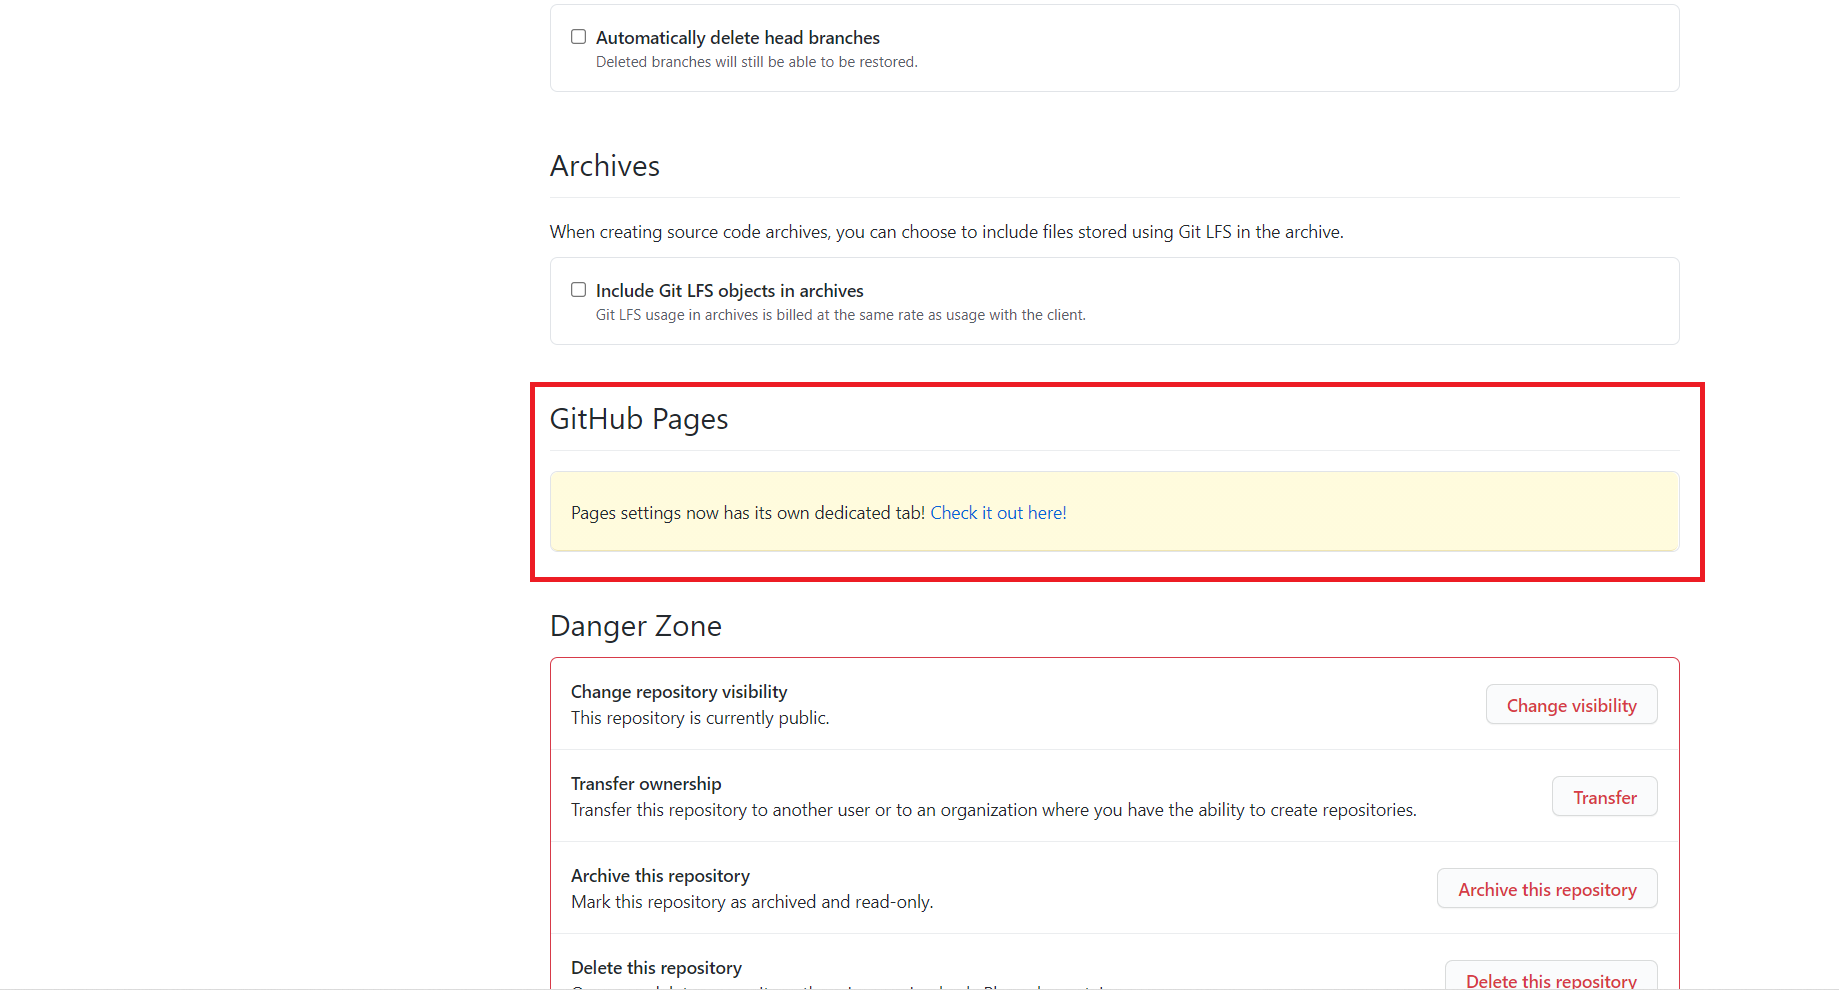 Automatically delete head branches
Deleted branches will still be able to be restored.
Archives
When creating source code archives, you can choose to include files stored using Git LFS in the archive.
Include Git LFS objects in archives
Git LFS usage in archives is billed at the same rate as usage with the client.
GitHub Pages
Pages settings now has its own dedicated tab! Check it out here!
Danger Zone
Change repository visibility
This repository is currently public.
Change visibility
Transfer ownership
Transfer this repository to another user or to an organization where you have the ability to create repositories.
Transfer
Archive this repository
Mark this repository as archived and read-only.
Archive this repository
Delete this repository
Delete this repository